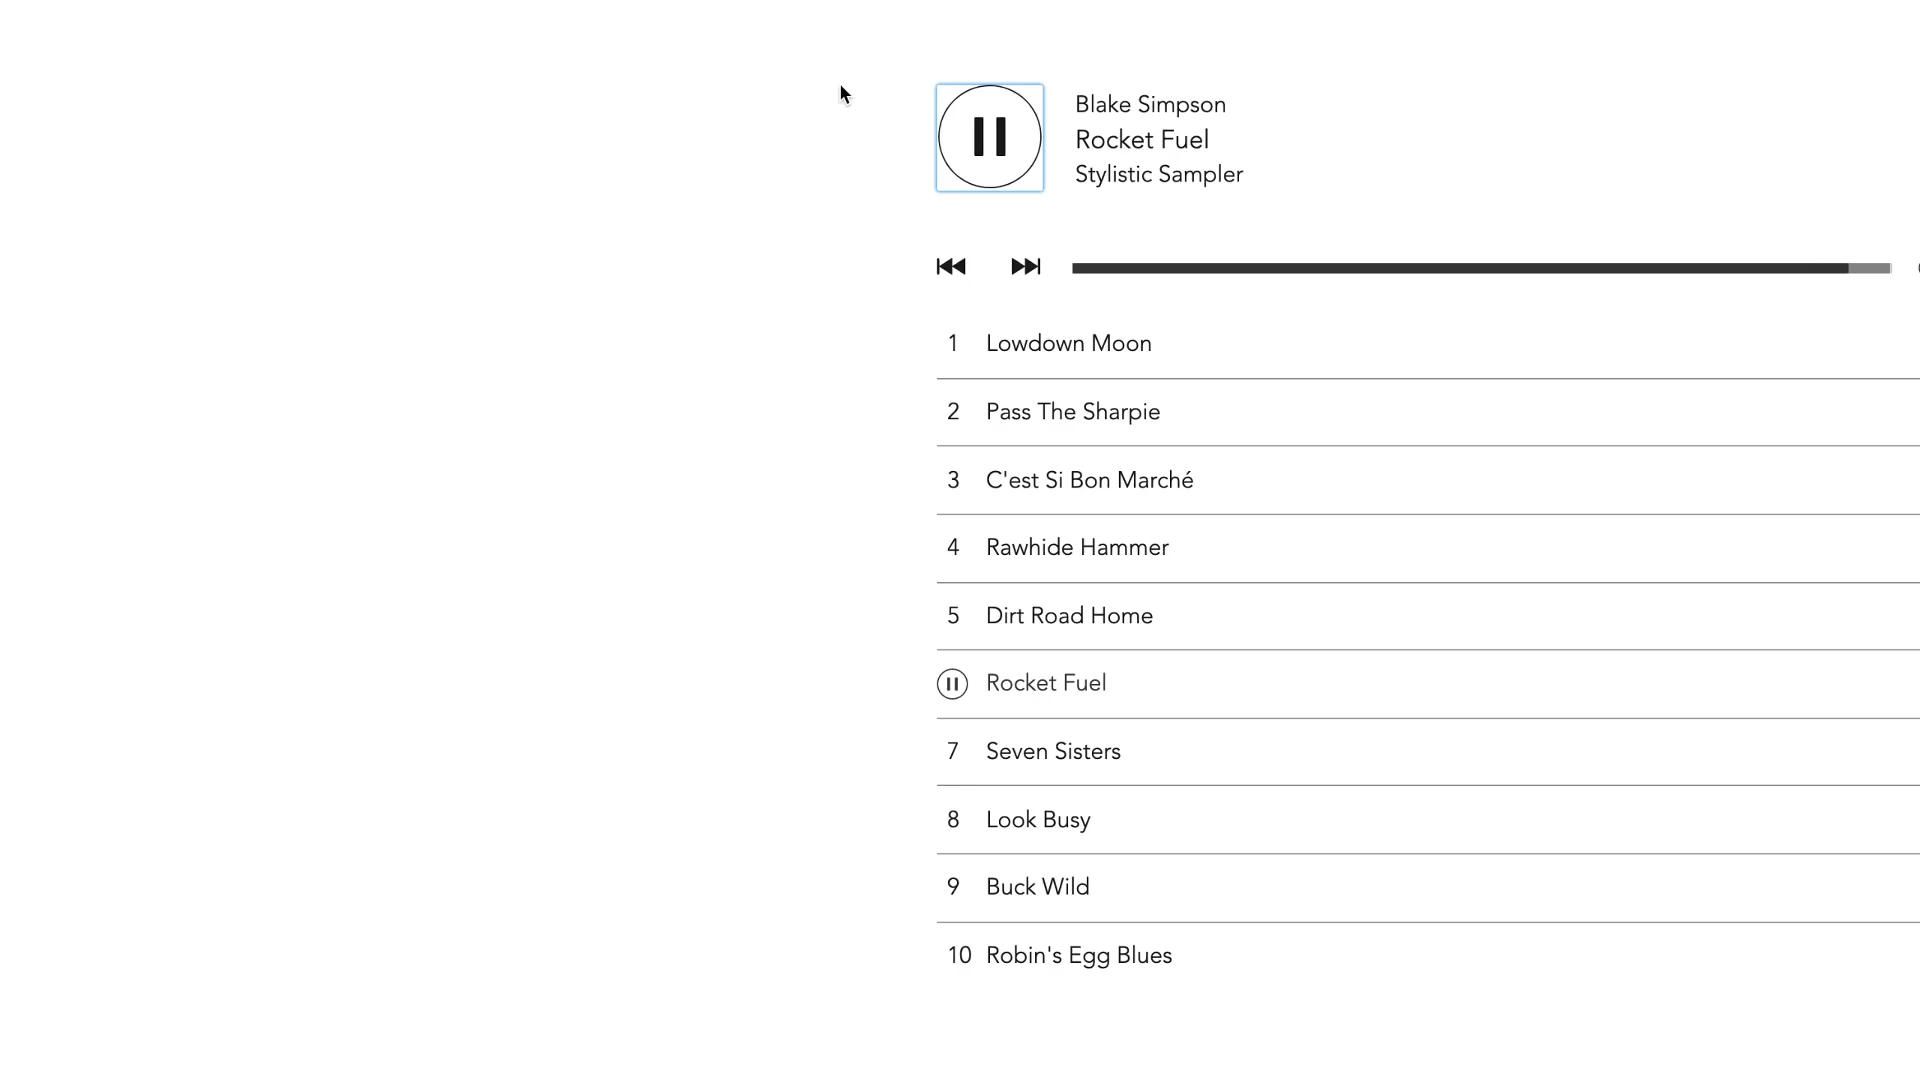 Blake Simpson
Rocket Fuel
Stylistic Sampler
1 Lowdown Moon
2 Pass The Sharpie
3 C'est Si Bon Marché
4 Rawhide Hammer
5 Dirt Road Home
Rocket Fuel
7 Seven Sisters
8 Look Busy
9 Buck Wild
10 Robin's Egg Blues